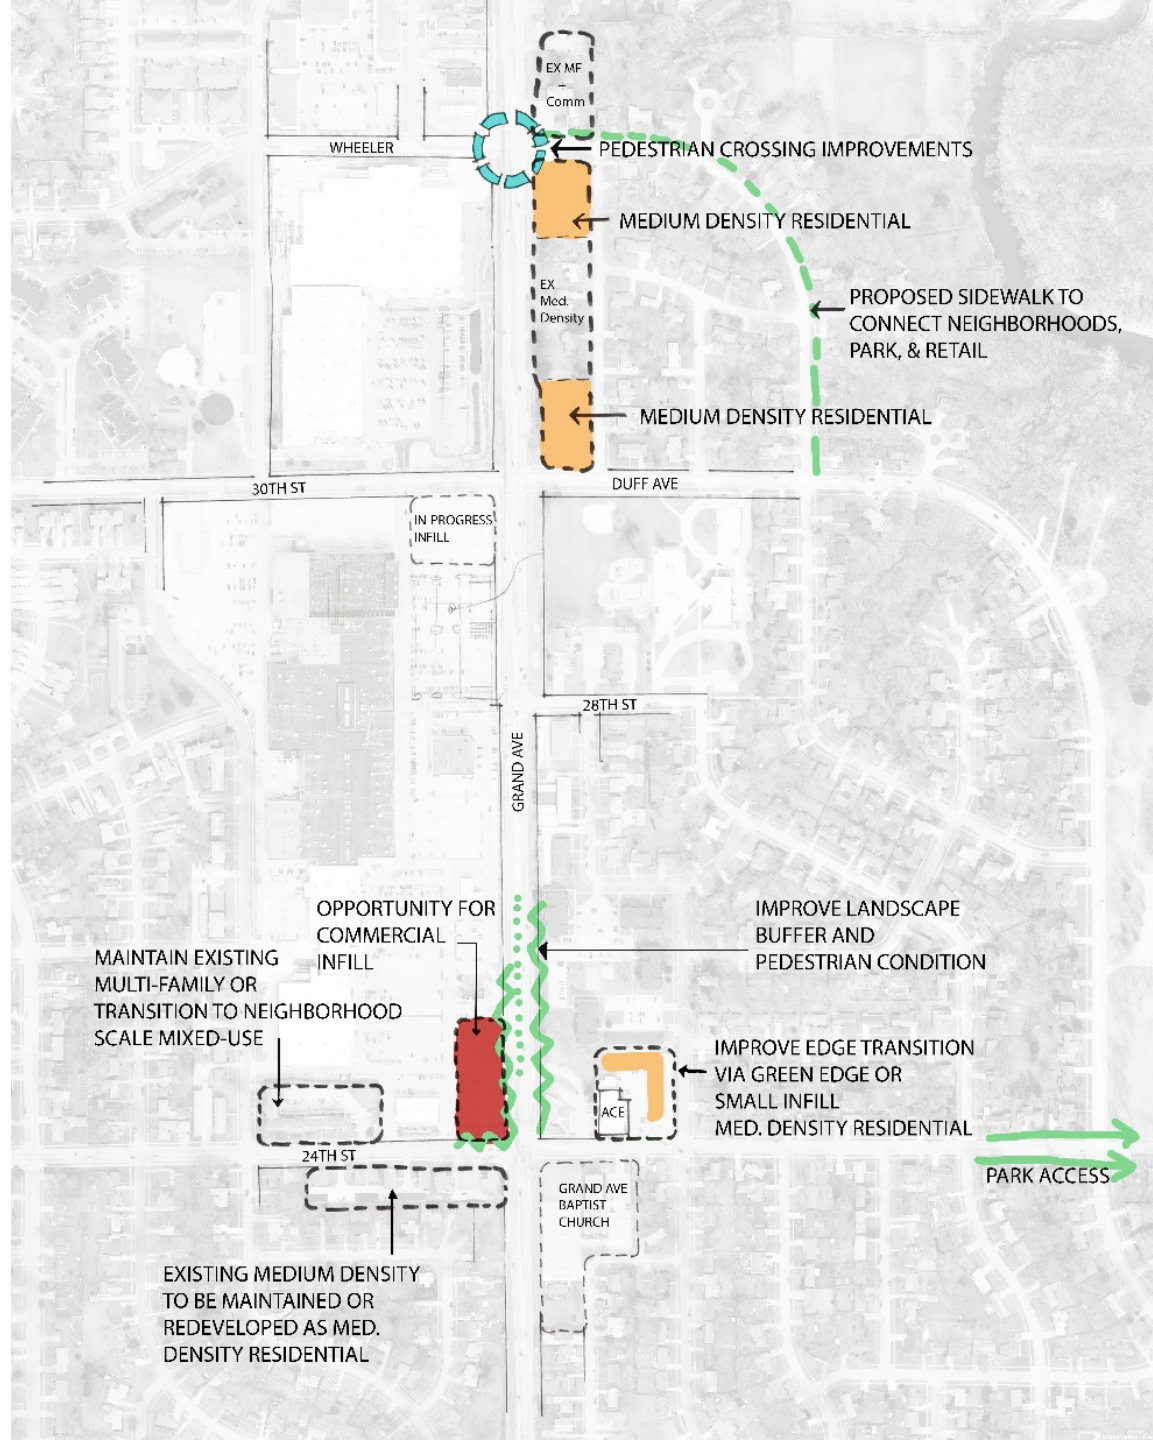 EX MF
+
Comm
WHEELER
PEDESTRIAN CROSSING IMPROVEMENTS
MEDIUM DENSITY RESIDENTIAL
EX
Med.
Density
PROPOSED SIDEWALK TO
CONNECT NEIGHBORHOODS,
PARK, & RETAIL
MEDIUM DENSITY RESIDENTIAL
30TH ST
DUFF AVE
IN PROGRESS
INFILL
28TH ST
GRAND AVE
OPPORTUNITY FOR
COMMERCIAL
INFILL
IMPROVE LANDSCAPE
BUFFER AND
PEDESTRIAN CONDITION
MAINTAIN EXISTING
MULTI-FAMILY OR
TRANSITION TO NEIGHBORHOOD
SCALE MIXED-USE
IMPROVE EDGE TRANSITION
VIA GREEN EDGE OR
SMALL INFILL
MED. DENSITY RESIDENTIAL
ACE
24TH ST
PARK ACCESS
GRAND AVE
BAPTIST
CHURCH
EXISTING MEDIUM DENSITY
TO BE MAINTAINED OR
REDEVELOPED AS MED.
DENSITY RESIDENTIAL